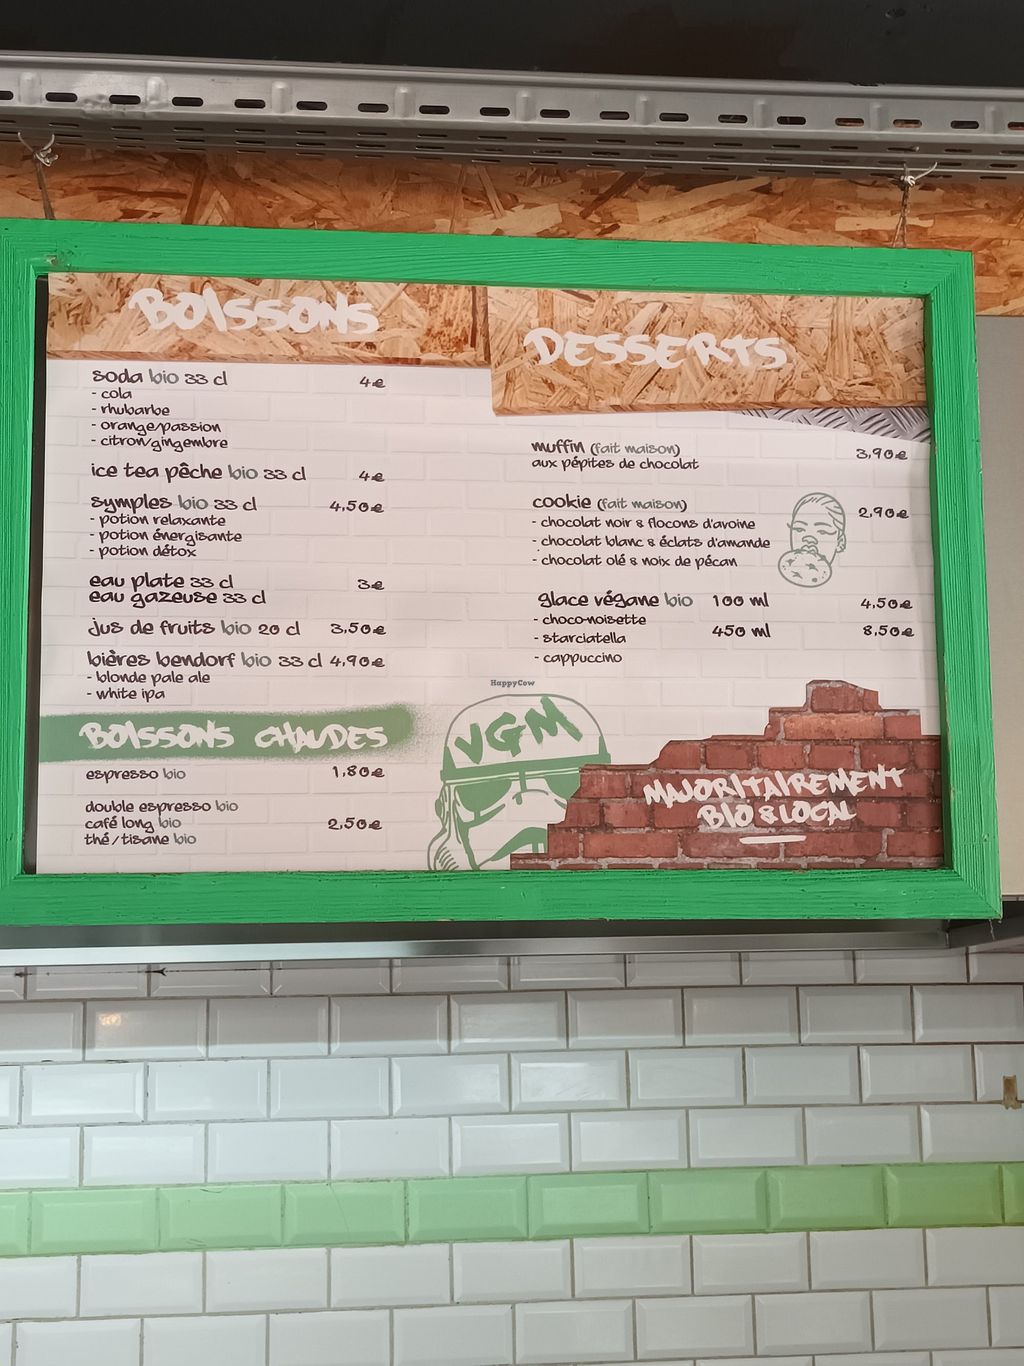 BOISSONS
soda bio 33 cl 4€
- cola
- rhubarbe
- orange/passion
- citron/gingembre
ice tea pêche bio 33 cl 4€
symples bio 33 cl 4,50€
- potion relaxante
- potion énergisante
- potion détox
eau plate 33 cl 3€
eau gazeuse 33 cl
jus de fruits bio 20 cl 3,50€
bières bendorf bio 33 cl 4,90€
- blonde pale ale
- white ipa
BOISSONS CHAUDES
espresso bio 1,80€
double espresso bio
café long bio 2,50€
thé / tisane bio
DESSERTS
muffin (fait maison) 3,90€
aux pépites de chocolat
cookie (fait maison) 2,90€
- chocolat noir & flocons d'avoine
- chocolat blanc & éclats d'amande
- chocolat olé & noix de pécan
glace végane bio 100 ml 4,50€
- choco-noisette
- starciatella 450 ml 8,50€
- cappuccino
HappyCow
VGM
MAJORITAIREMENT
BIO & LOCAL